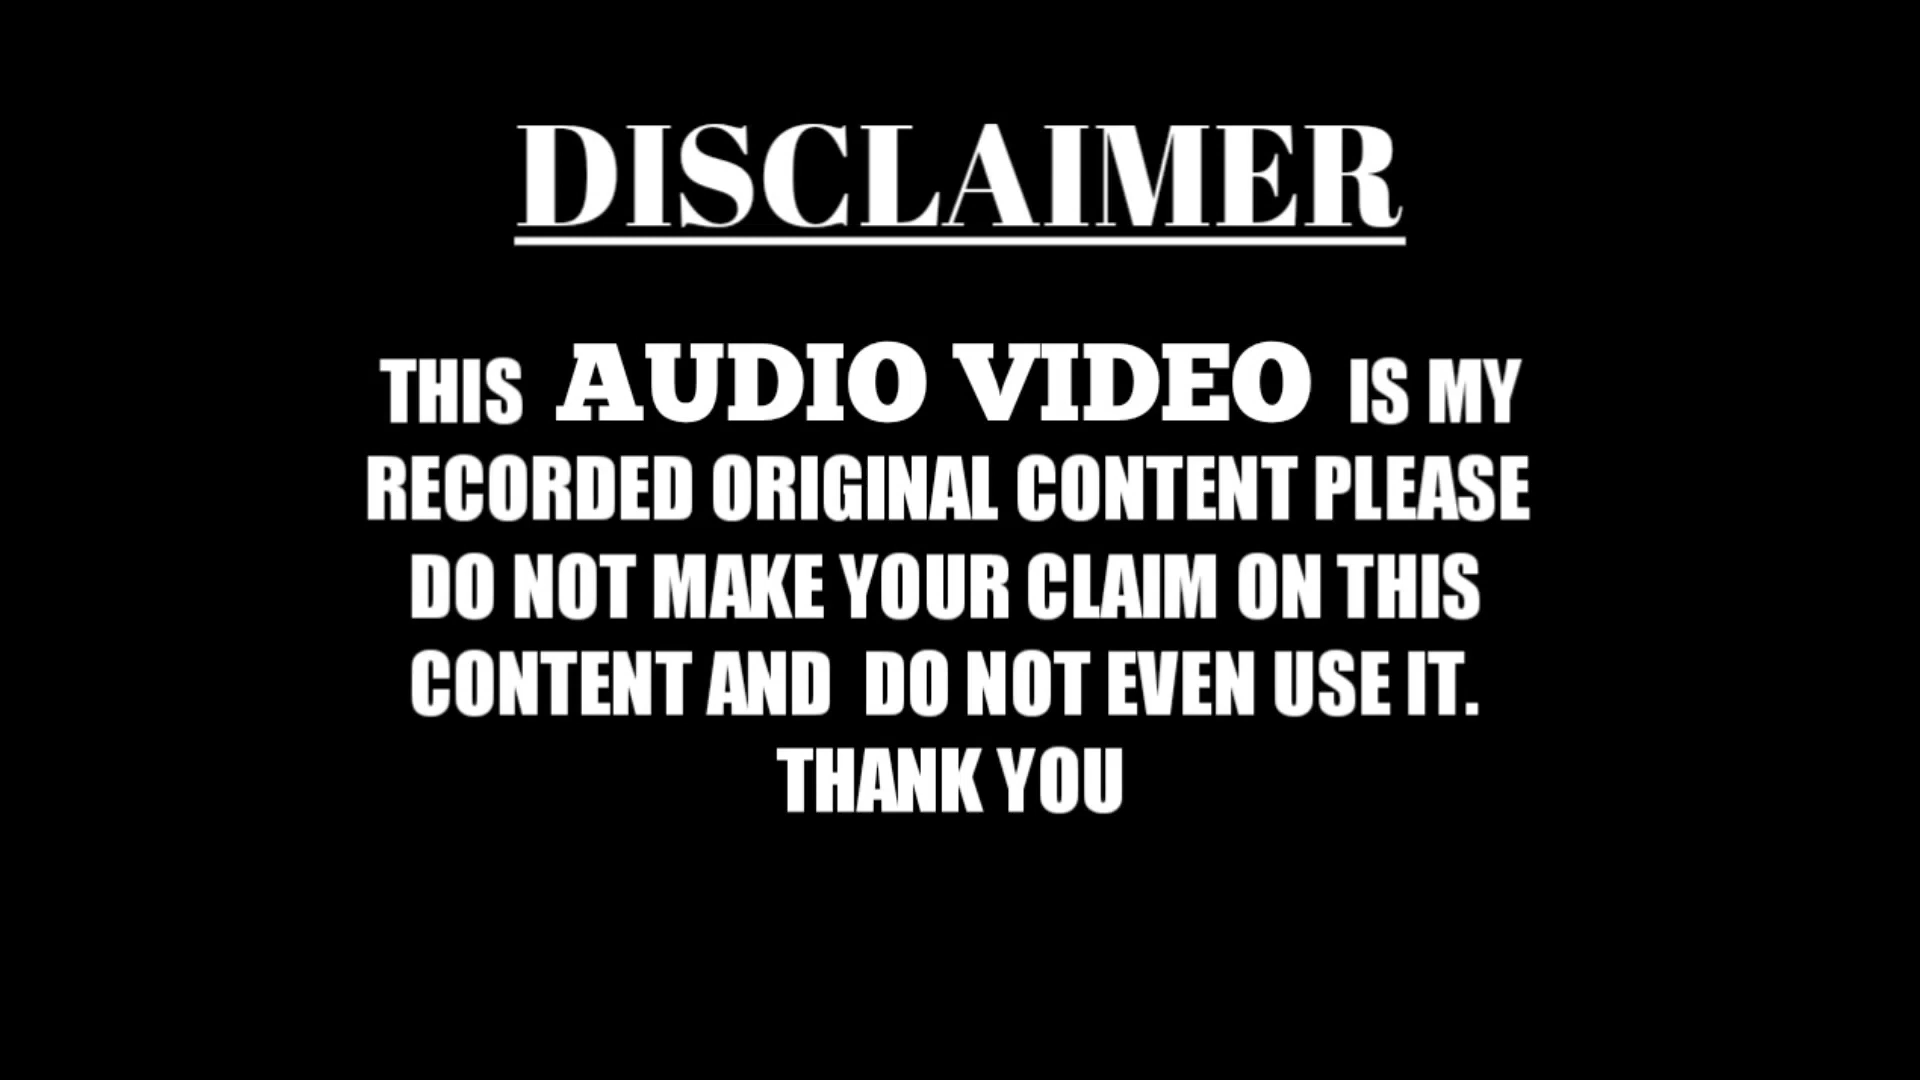 DISCLAIMER
THIS AUDIO VIDEO IS MY
RECORDED ORIGINAL CONTENT PLEASE
DO NOT MAKE YOUR CLAIM ON THIS
CONTENT AND DO NOT EVEN USE IT.
THANK YOU